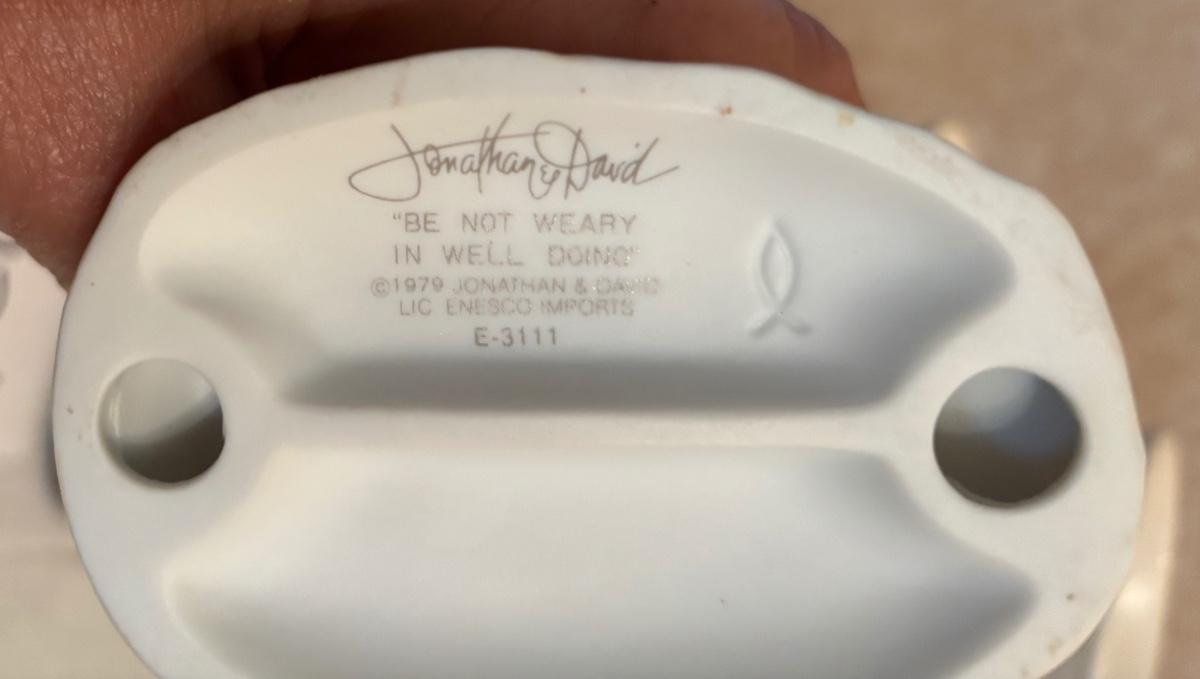 Jonathan & David
"BE NOT WEARY
IN WELL DOING"
©1979 JONATHAN & DAVID
LIC ENESCO IMPORTS
E-3111